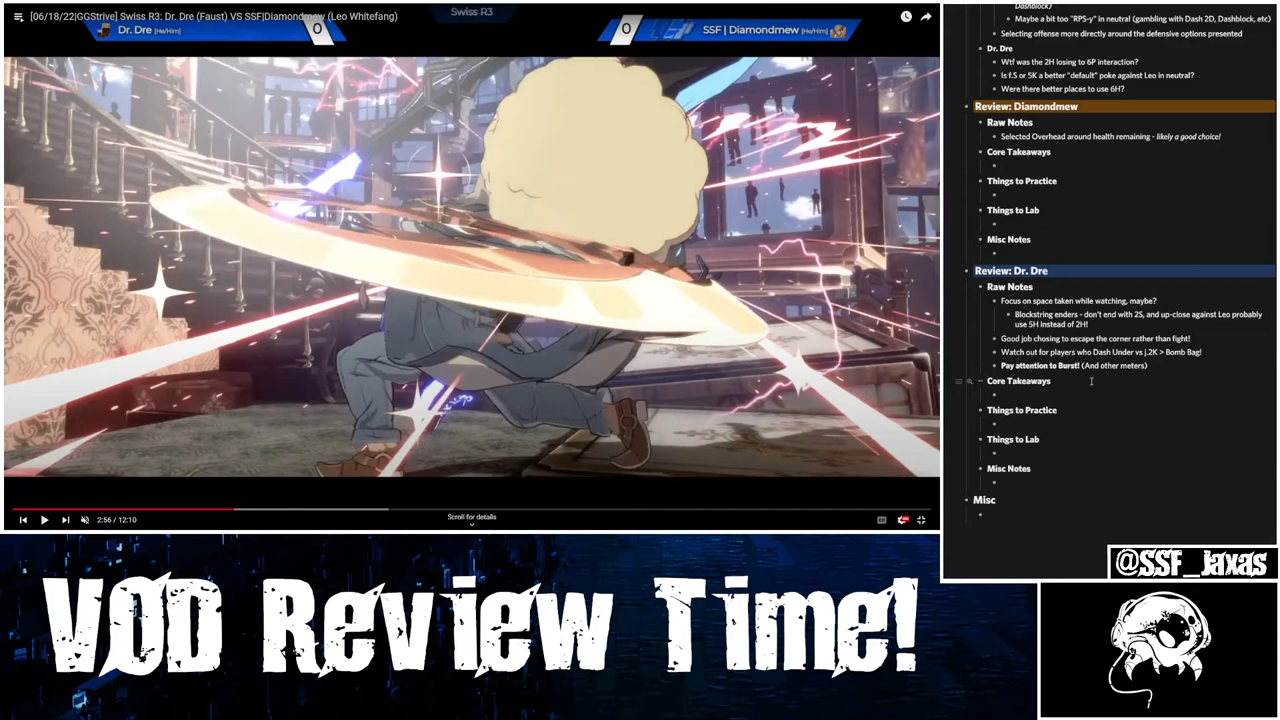 [06/18/22|GGStrive] Swiss R3: Dr. Dre (Faust) VS SSF|Diamondmew (Leo Whitefang)
Swiss R3
Dr. Dre [He/Him]
0
0
SSF | Diamondmew [He/Him]
2:56 / 12:10
Scroll for details
Dashblock)
Maybe a bit too "RPS-y" in neutral (gambling with Dash 2D, Dashblock, etc)
Selecting offense more directly around the defensive options presented
Dr. Dre
Wtf was the 2H losing to 6P interaction?
Is f.S or 5K a better "default" poke against Leo in neutral?
Were there better places to use 6H?
Review: Diamondmew
Raw Notes
Selected Overhead around health remaining - likely a good choice!
Core Takeaways
Things to Practice
Things to Lab
Misc Notes
Review: Dr. Dre
Raw Notes
Focus on space taken while watching, maybe?
Blockstring enders - don't end with 2S, and up-close against Leo probably
use 5H instead of 2H!
Good job chosing to escape the corner rather than fight!
Watch out for players who Dash Under vs j.2K > Bomb Bag!
Pay attention to Burst! (And other meters)
Core Takeaways
Things to Practice
Things to Lab
Misc Notes
Misc
@SSF_Jaxas
VOD Review Time!